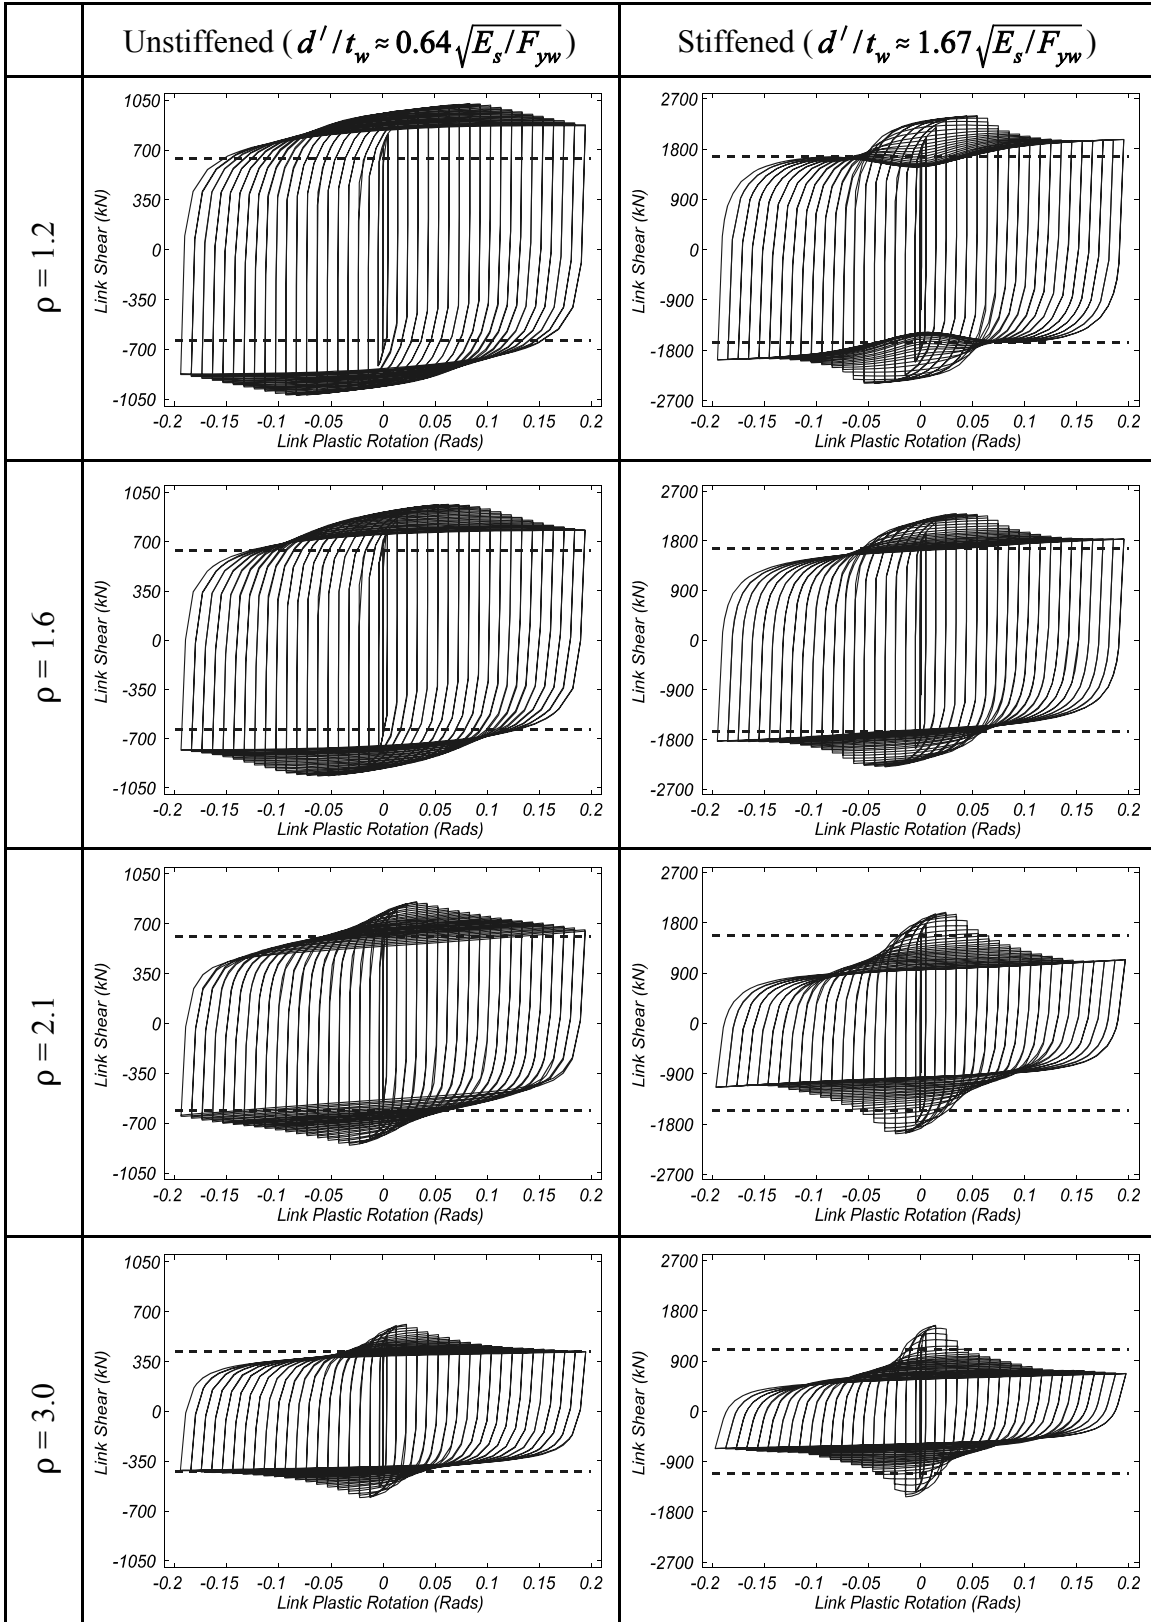 Unstiffened ( d′/t_w ≈ 0.64 √E_s/F_yw )
Stiffened ( d′/t_w ≈ 1.67 √E_s/F_yw )
ρ = 1.2
1050
700
350
0
-350
-700
-1050
Link Shear (kN)
-0.2 -0.15 -0.1 -0.05 0 0.05 0.1 0.15 0.2
Link Plastic Rotation (Rads)
2700
1800
900
0
-900
-1800
-2700
Link Shear (kN)
-0.2 -0.15 -0.1 -0.05 0 0.05 0.1 0.15 0.2
Link Plastic Rotation (Rads)
ρ = 1.6
1050
700
350
0
-350
-700
-1050
Link Shear (kN)
-0.2 -0.15 -0.1 -0.05 0 0.05 0.1 0.15 0.2
Link Plastic Rotation (Rads)
2700
1800
900
0
-900
-1800
-2700
Link Shear (kN)
-0.2 -0.15 -0.1 -0.05 0 0.05 0.1 0.15 0.2
Link Plastic Rotation (Rads)
ρ = 2.1
1050
700
350
0
-350
-700
-1050
Link Shear (kN)
-0.2 -0.15 -0.1 -0.05 0 0.05 0.1 0.15 0.2
Link Plastic Rotation (Rads)
2700
1800
900
0
-900
-1800
-2700
Link Shear (kN)
-0.2 -0.15 -0.1 -0.05 0 0.05 0.1 0.15 0.2
Link Plastic Rotation (Rads)
ρ = 3.0
1050
700
350
0
-350
-700
-1050
Link Shear (kN)
-0.2 -0.15 -0.1 -0.05 0 0.05 0.1 0.15 0.2
Link Plastic Rotation (Rads)
2700
1800
900
0
-900
-1800
-2700
Link Shear (kN)
-0.2 -0.15 -0.1 -0.05 0 0.05 0.1 0.15 0.2
Link Plastic Rotation (Rads)